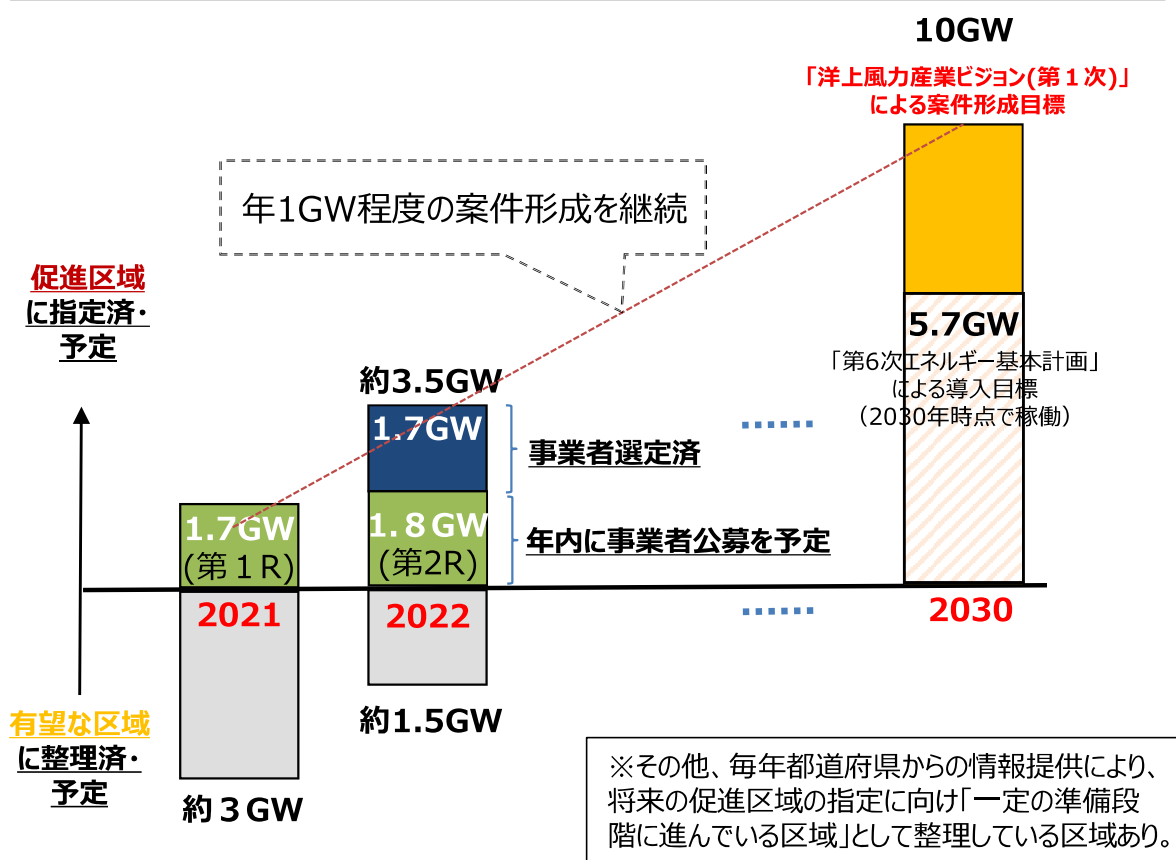 10GW
「洋上風力産業ビジョン(第１次)」
による案件形成目標
年1GW程度の案件形成を継続
促進区域
に指定済・
予定
5.7GW
「第6次エネルギー基本計画」
による導入目標
（2030年時点で稼働）
約3.5GW
1.7GW
事業者選定済
1.7GW
(第１R)
1.８GW
(第2R)
年内に事業者公募を予定
2021
2022
2030
有望な区域
に整理済・
予定
約1.5GW
約３GW
※その他、毎年都道府県からの情報提供により、
将来の促進区域の指定に向け「一定の準備段
階に進んでいる区域」として整理している区域あり。